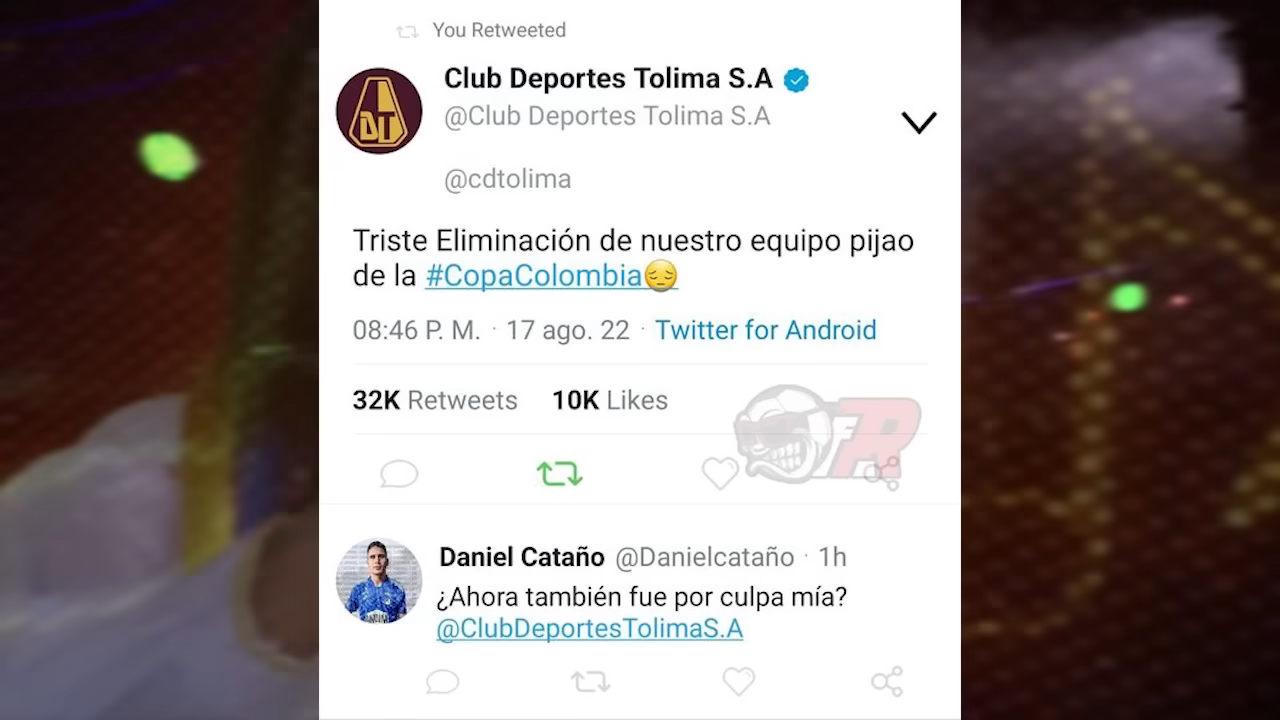 You Retweeted
Club Deportes Tolima S.A
@Club Deportes Tolima S.A
@cdtolima
Triste Eliminación de nuestro equipo pijao
de la #CopaColombia😔
08:46 P. M. · 17 ago. 22 · Twitter for Android
32K Retweets 10K Likes
FR
Daniel Cataño @Danielcataño · 1h
¿Ahora también fue por culpa mía?
@ClubDeportesTolimaS.A
DT